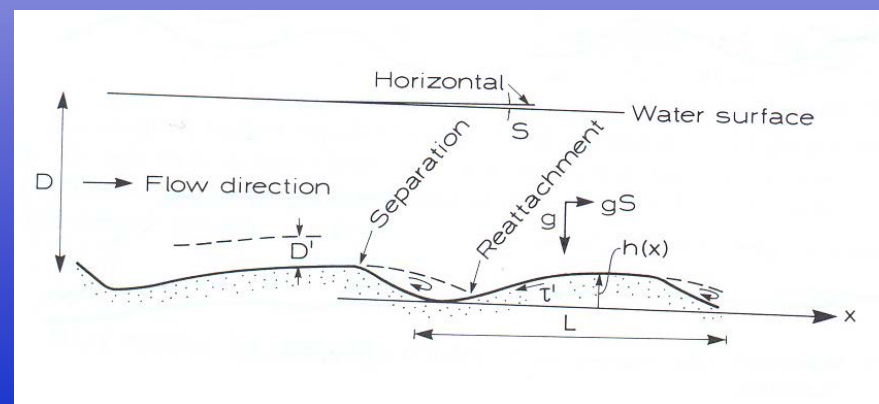 Horizontal
Water surface
S
D
Flow direction
Separation
Reattachment
g
gS
D'
h(x)
τ'
x
L